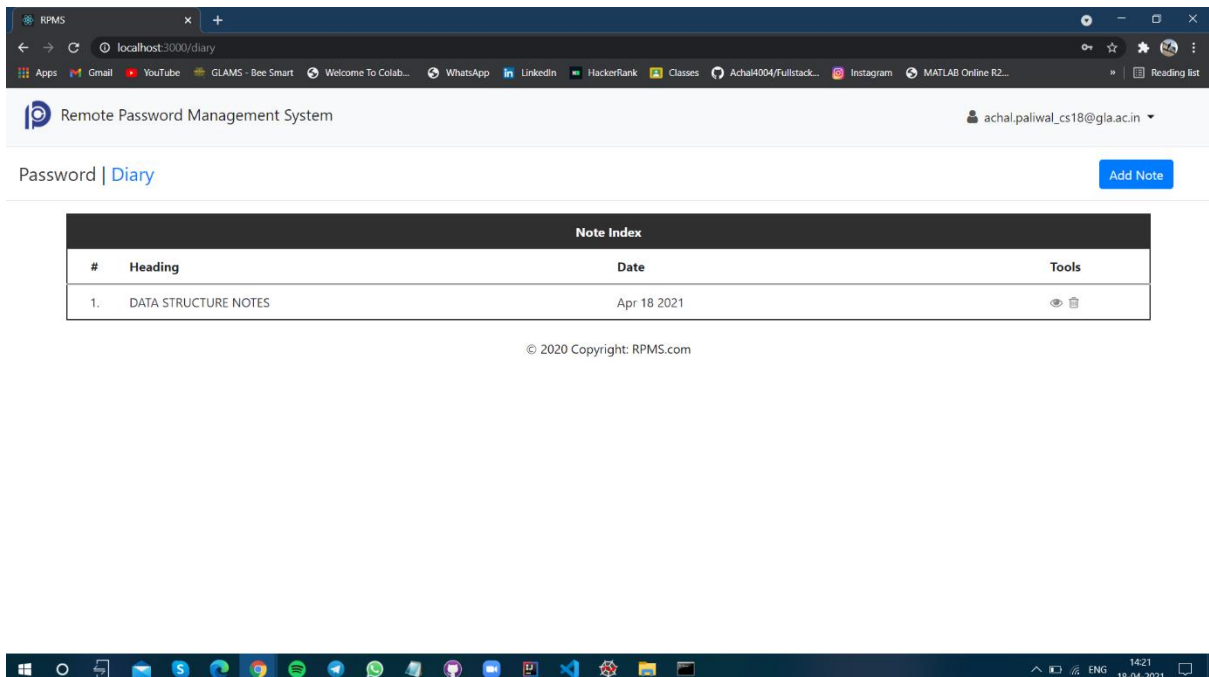 RPMS
localhost:3000/diary
Apps Gmail YouTube GLAMS - Bee Smart Welcome To Colab... WhatsApp LinkedIn HackerRank Classes Achal4004/Fullstack... Instagram MATLAB Online R2... » Reading list
Remote Password Management System achal.paliwal_cs18@gla.ac.in
Password | Diary Add Note
Note Index
# Heading Date Tools
1. DATA STRUCTURE NOTES Apr 18 2021
© 2020 Copyright: RPMS.com
14:21
ENG
18-04-2021